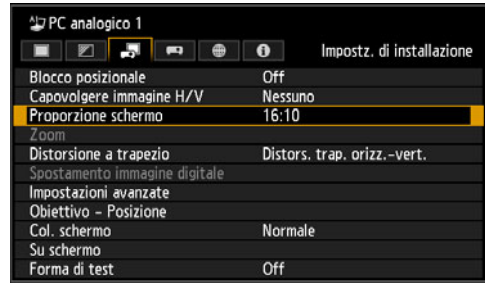 PC analogico 1
Impostz. di installazione
Blocco posizionale Off
Capovolgere immagine H/V Nessuno
Proporzione schermo 16:10
Zoom
Distorsione a trapezio Distors. trap. orizz.-vert.
Spostamento immagine digitale
Impostazioni avanzate
Obiettivo - Posizione
Col. schermo Normale
Su schermo
Forma di test Off